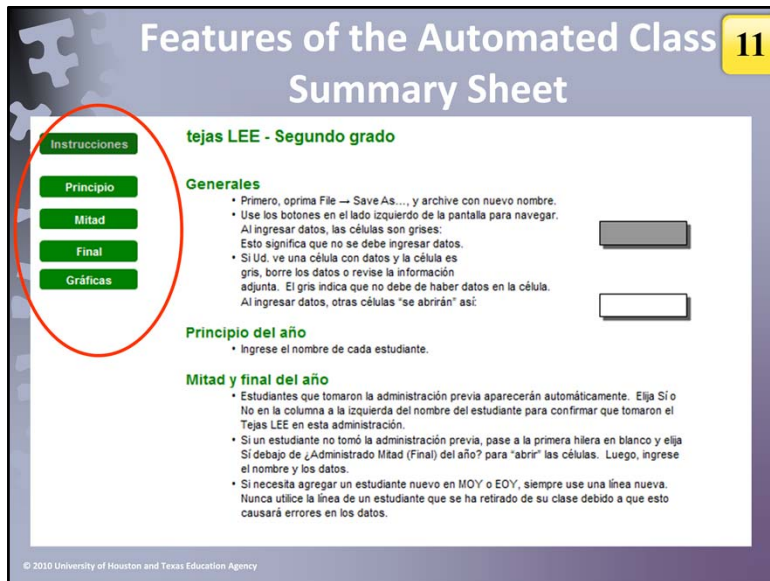 Features of the Automated Class
Summary Sheet
11
Instrucciones
Principio
Mitad
Final
Gráficas
tejas LEE - Segundo grado
Generales
• Primero, oprima File → Save As..., y archive con nuevo nombre.
• Use los botones en el lado izquierdo de la pantalla para navegar.
Al ingresar datos, las células son grises:
Esto significa que no se debe ingresar datos.
• Si Ud. ve una célula con datos y la célula es
gris, borre los datos o revise la información
adjunta. El gris indica que no debe de haber datos en la célula.
Al ingresar datos, otras células "se abrirán" así:
Principio del año
• Ingrese el nombre de cada estudiante.
Mitad y final del año
• Estudiantes que tomaron la administración previa aparecerán automáticamente. Elija Sí o
No en la columna a la izquierda del nombre del estudiante para confirmar que tomaron el
Tejas LEE en esta administración.
• Si un estudiante no tomó la administración previa, pase a la primera hilera en blanco y elija
Sí debajo de ¿Administrado Mitad (Final) del año? para "abrir" las células. Luego, ingrese
el nombre y los datos.
• Si necesita agregar un estudiante nuevo en MOY o EOY, siempre use una línea nueva.
Nunca utilice la línea de un estudiante que se ha retirado de su clase debido a que esto
causará errores en los datos.
© 2010 University of Houston and Texas Education Agency